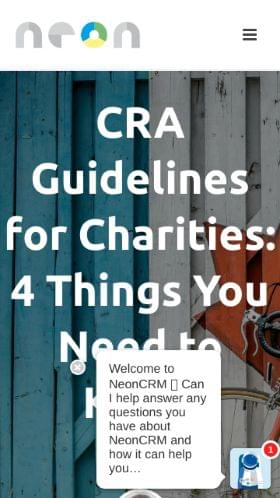 neon
CRA
Guidelines
for Charities:
4 Things You
Need to
Welcome to
NeonCRM ▯ Can
I help answer any
questions you
have about
NeonCRM and
how it can help
you...
1